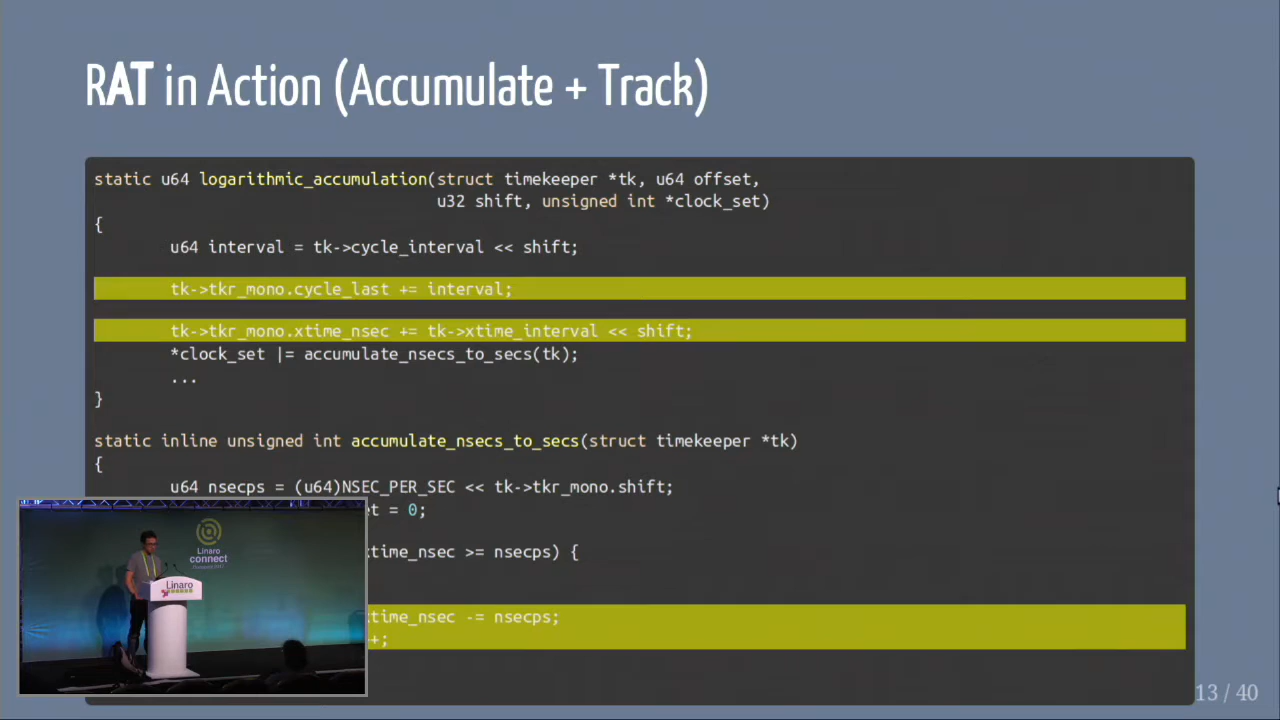 RAT in Action (Accumulate + Track)
static u64 logarithmic_accumulation(struct timekeeper *tk, u64 offset,
u32 shift, unsigned int *clock_set)
{
u64 interval = tk->cycle_interval << shift;
tk->tkr_mono.cycle_last += interval;
tk->tkr_mono.xtime_nsec += tk->xtime_interval << shift;
*clock_set |= accumulate_nsecs_to_secs(tk);
...
}
static inline unsigned int accumulate_nsecs_to_secs(struct timekeeper *tk)
{
u64 nsecps = (u64)NSEC_PER_SEC << tk->tkr_mono.shift;
et = 0;
xtime_nsec >= nsecps) {
xtime_nsec -= nsecps;
+;
Linaro
connect
Linaro
13 / 40